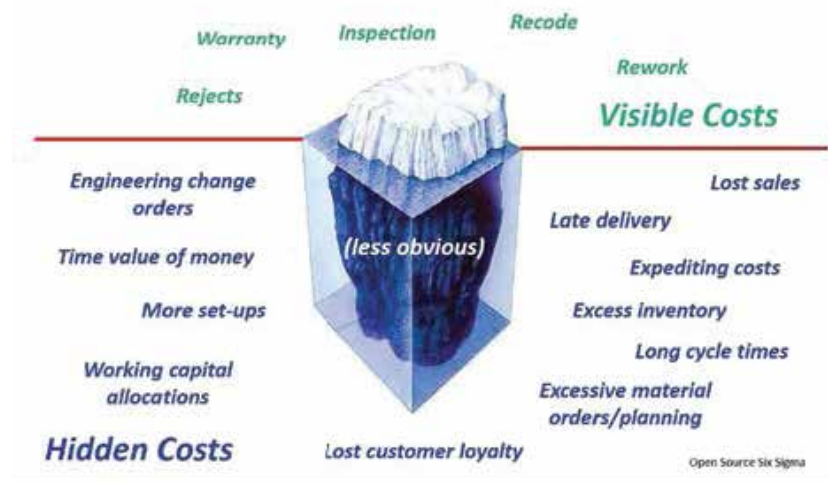 Warranty
Inspection
Recode
Rejects
Rework
Visible Costs
Engineering change
orders
Lost sales
Late delivery
Time value of money
(less obvious)
Expediting costs
More set-ups
Excess inventory
Long cycle times
Working capital
allocations
Excessive material
orders/planning
Hidden Costs
Lost customer loyalty
Open Source Six Sigma